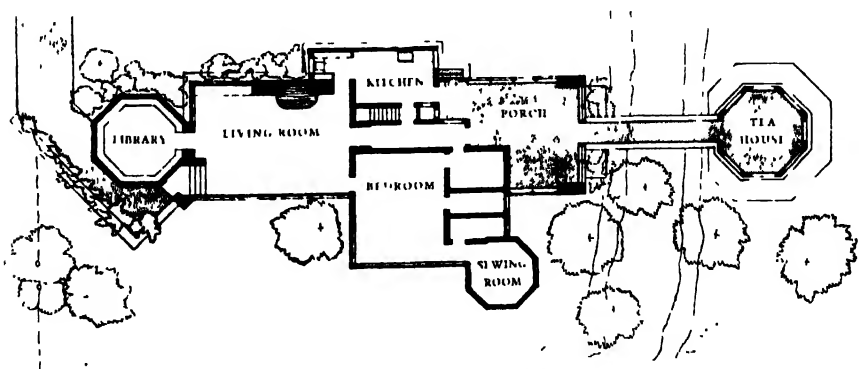 KITCHEN
LIBRARY
LIVING ROOM
PORCH
TEA
HOUSE
BEDROOM
SEWING
ROOM